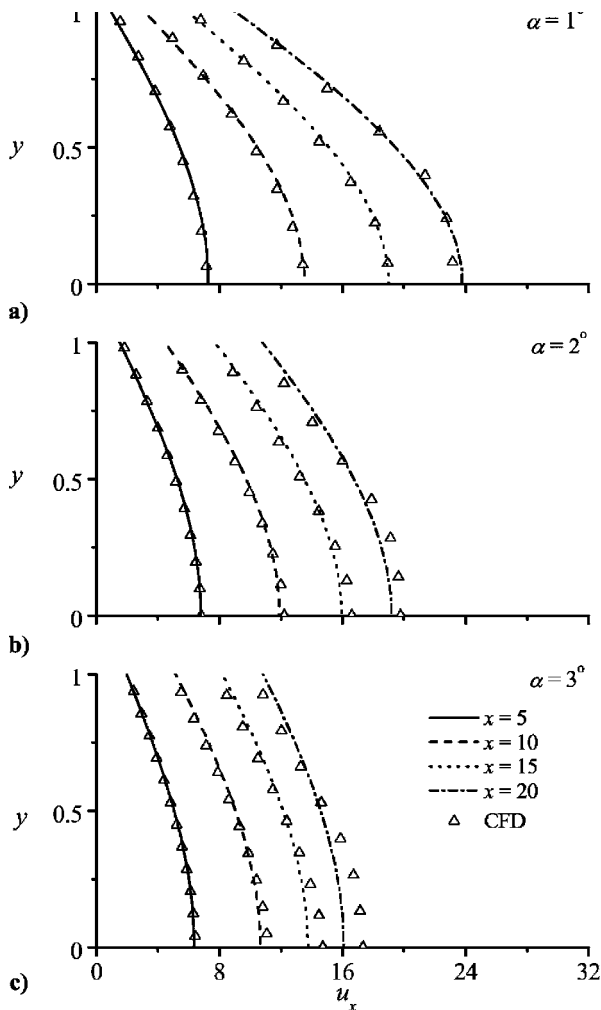 1
α = 1°
y
0.5
0
a)
1
α = 2°
y
0.5
0
b)
1
α = 3°
x = 5
x = 10
x = 15
x = 20
CFD
y
0.5
0
c)
0 8 16 24 32
u_x